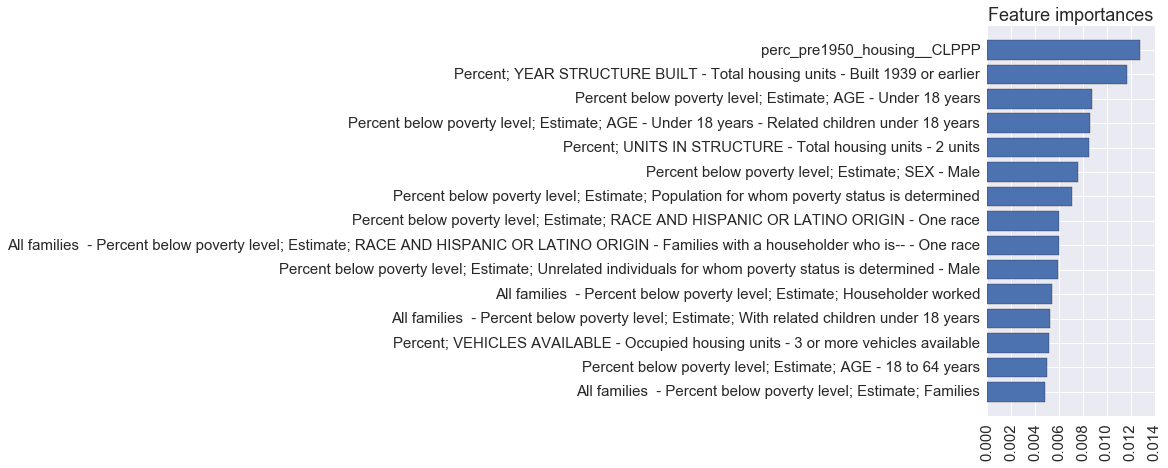 Feature importances
perc_pre1950_housing__CLPPP
Percent; YEAR STRUCTURE BUILT - Total housing units - Built 1939 or earlier
Percent below poverty level; Estimate; AGE - Under 18 years
Percent below poverty level; Estimate; AGE - Under 18 years - Related children under 18 years
Percent; UNITS IN STRUCTURE - Total housing units - 2 units
Percent below poverty level; Estimate; SEX - Male
Percent below poverty level; Estimate; Population for whom poverty status is determined
Percent below poverty level; Estimate; RACE AND HISPANIC OR LATINO ORIGIN - One race
All families  - Percent below poverty level; Estimate; RACE AND HISPANIC OR LATINO ORIGIN - Families with a householder who is-- - One race
Percent below poverty level; Estimate; Unrelated individuals for whom poverty status is determined - Male
All families  - Percent below poverty level; Estimate; Householder worked
All families  - Percent below poverty level; Estimate; With related children under 18 years
Percent; VEHICLES AVAILABLE - Occupied housing units - 3 or more vehicles available
Percent below poverty level; Estimate; AGE - 18 to 64 years
All families  - Percent below poverty level; Estimate; Families
0.000
0.002
0.004
0.006
0.008
0.010
0.012
0.014